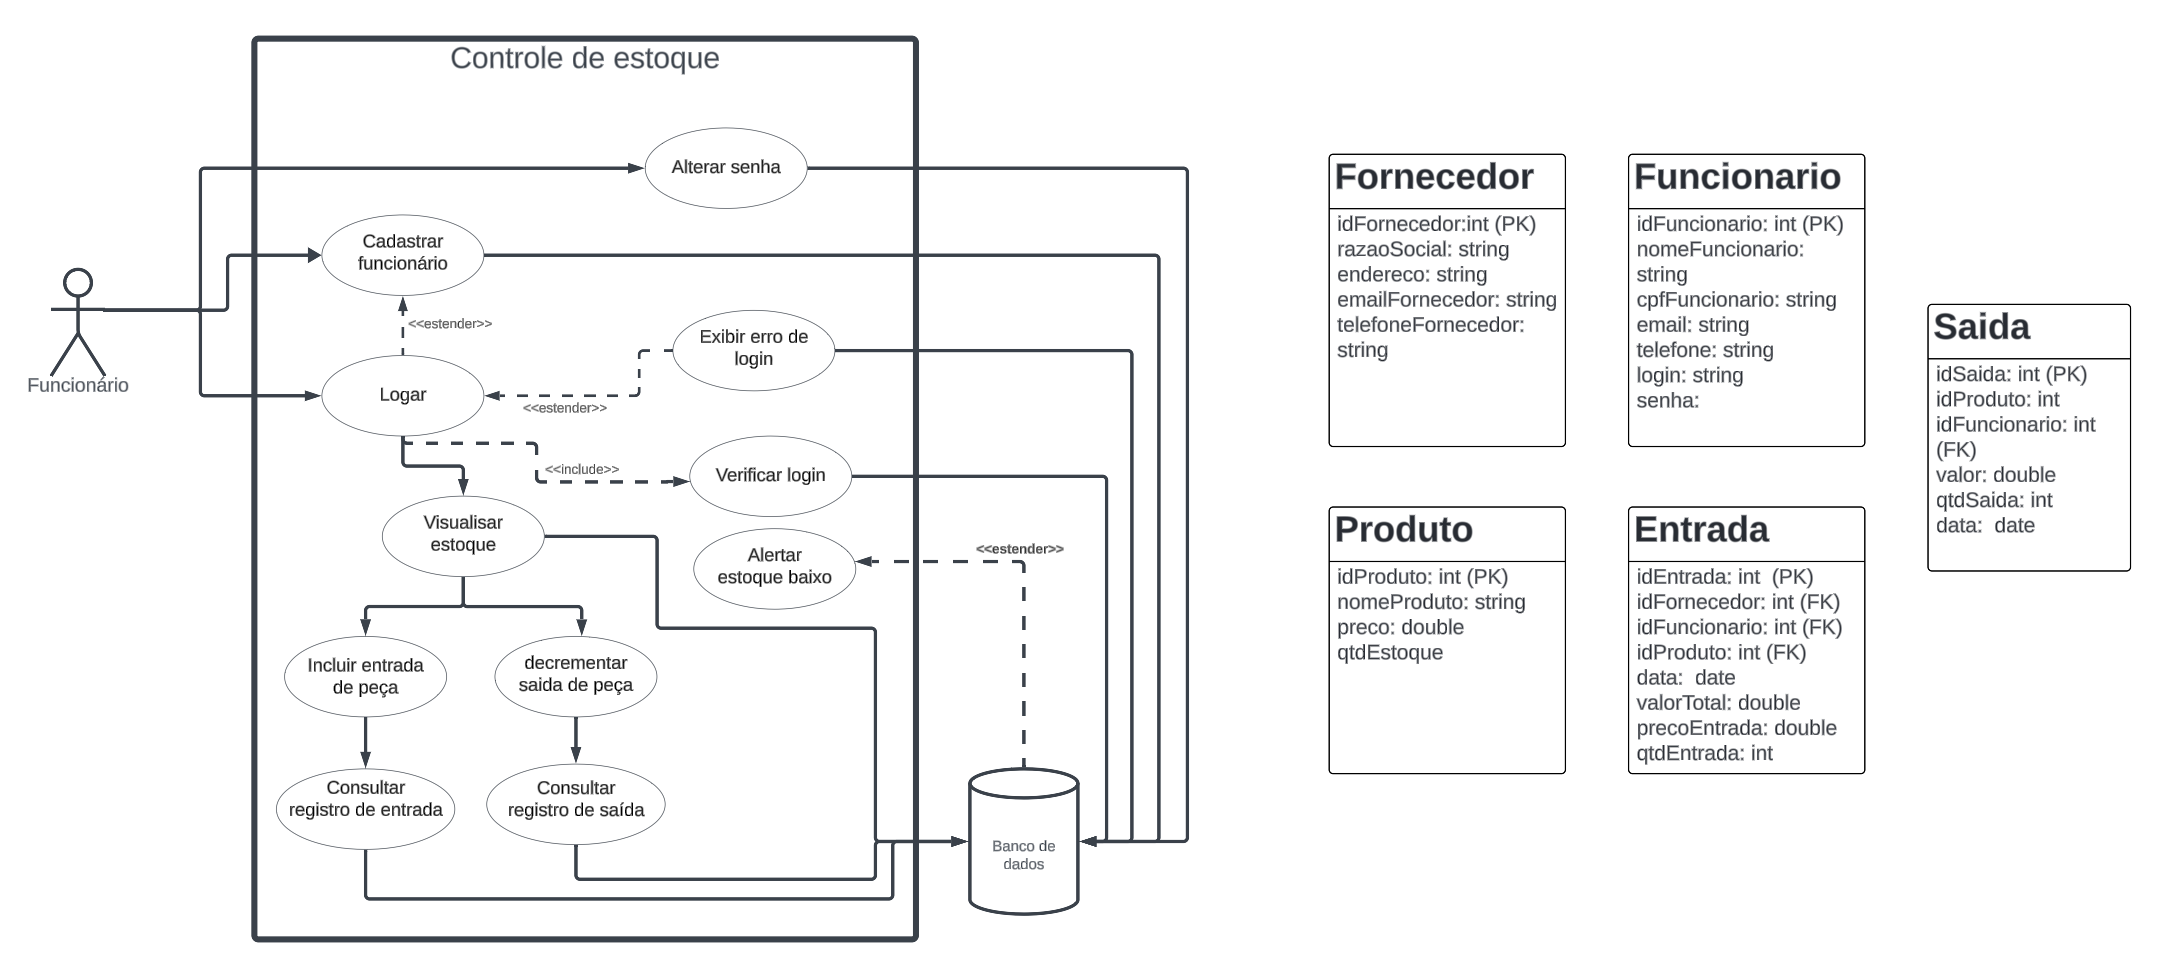 Controle de estoque
Alterar senha
Cadastrar
funcionário
<<estender>>
Funcionário
Exibir erro de
login
Logar
<<estender>>
<<include>>
Verificar login
Visualisar
estoque
Alertar
estoque baixo
<<estender>>
Incluir entrada
de peça
decrementar
saida de peça
Consultar
registro de entrada
Consultar
registro de saída
Banco de
dados
Fornecedor
idFornecedor:int (PK)
razaoSocial: string
endereco: string
emailFornecedor: string
telefoneFornecedor:
string
Funcionario
idFuncionario: int (PK)
nomeFuncionario:
string
cpfFuncionario: string
email: string
telefone: string
login: string
senha:
Saida
idSaida: int (PK)
idProduto: int
idFuncionario: int
(FK)
valor: double
qtdSaida: int
data:  date
Produto
idProduto: int (PK)
nomeProduto: string
preco: double
qtdEstoque
Entrada
idEntrada: int  (PK)
idFornecedor: int (FK)
idFuncionario: int (FK)
idProduto: int (FK)
data:  date
valorTotal: double
precoEntrada: double
qtdEntrada: int